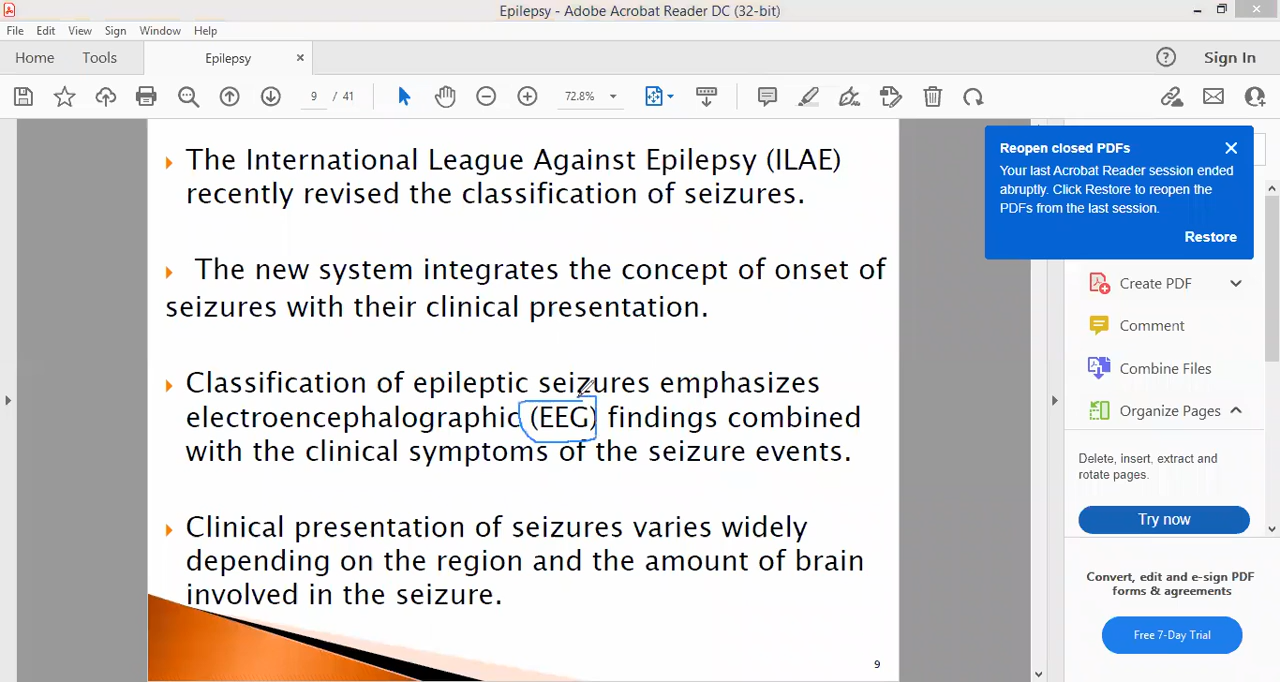 Epilepsy - Adobe Acrobat Reader DC (32-bit)
File Edit View Sign Window Help
Home Tools Epilepsy × Sign In
9 / 41 72.8%
The International League Against Epilepsy (ILAE)
recently revised the classification of seizures.
The new system integrates the concept of onset of
seizures with their clinical presentation.
Classification of epileptic seizures emphasizes
electroencephalographic (EEG) findings combined
with the clinical symptoms of the seizure events.
Clinical presentation of seizures varies widely
depending on the region and the amount of brain
involved in the seizure.
9
Reopen closed PDFs
Your last Acrobat Reader session ended
abruptly. Click Restore to reopen the
PDFs from the last session.
Restore
Create PDF
Comment
Combine Files
Organize Pages
Delete, insert, extract and
rotate pages.
Try now
Convert, edit and e-sign PDF
forms & agreements
Free 7-Day Trial